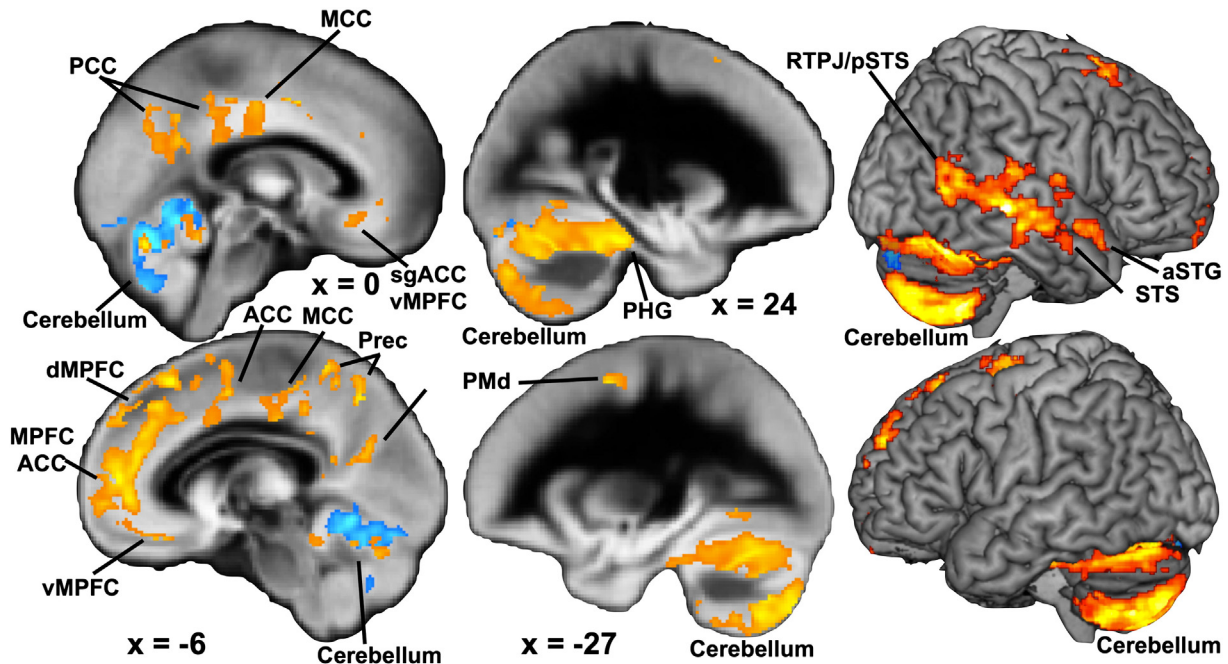 MCC
PCC
sgACC
vMPFC
x = 0
Cerebellum
PHG
x = 24
Cerebellum
RTPJ/pSTS
aSTG
STS
Cerebellum
ACC
MCC
Prec
dMPFC
MPFC
ACC
vMPFC
x = -6
Cerebellum
PMd
x = -27
Cerebellum
Cerebellum